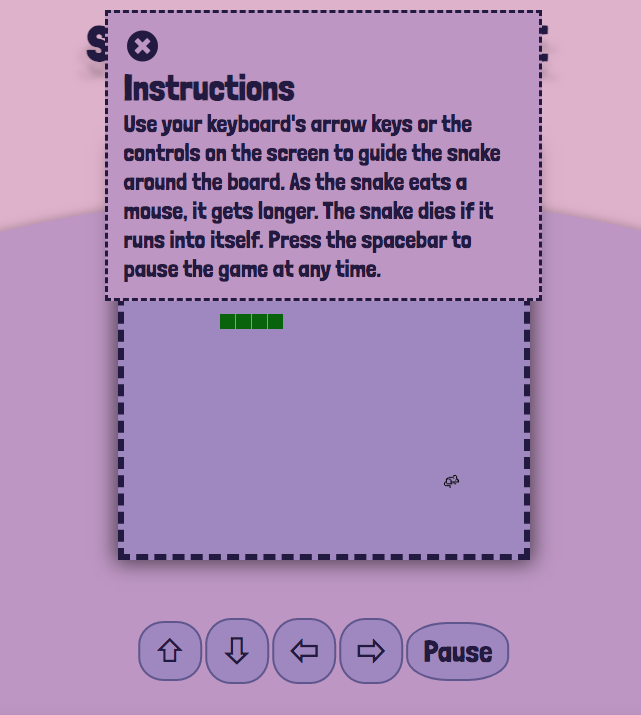 Instructions
Use your keyboard's arrow keys or the
controls on the screen to guide the snake
around the board. As the snake eats a
mouse, it gets longer. The snake dies if it
runs into itself. Press the spacebar to
pause the game at any time.
Pause